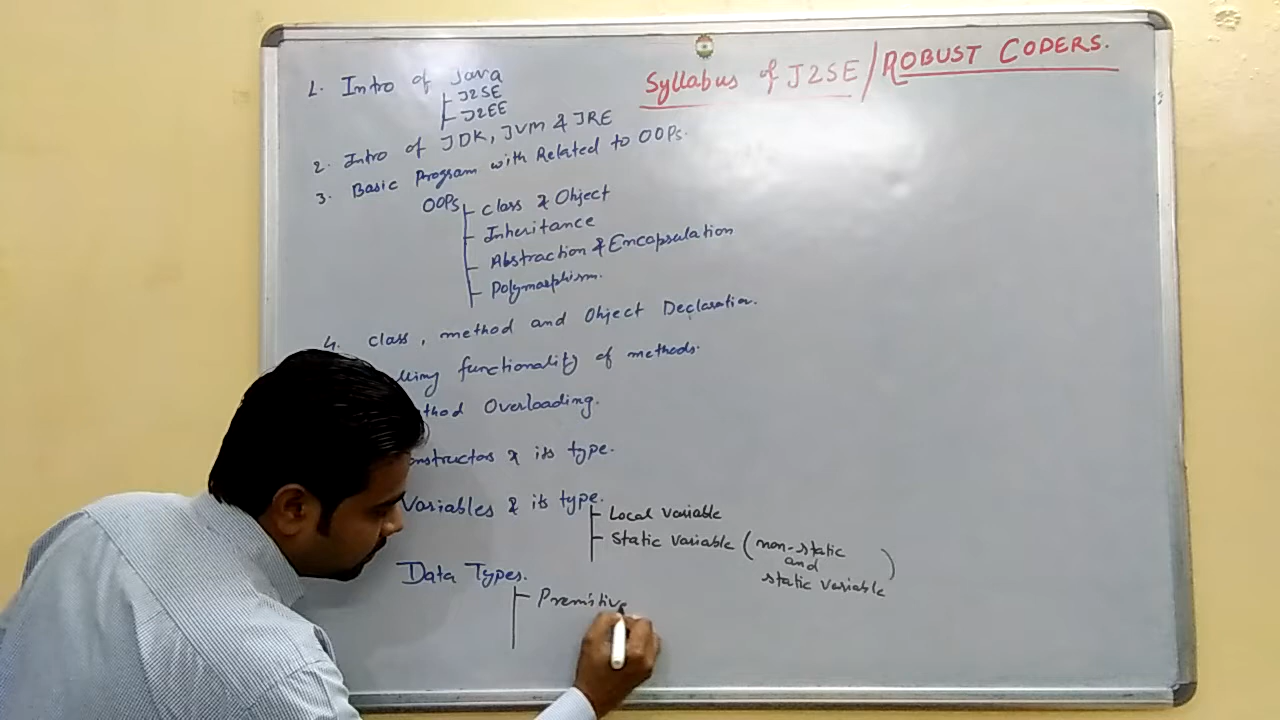 Syllabus of J2SE/ROBUST CODERS.
1. Intro of Java
J2SE
J2EE
2. Intro of JDK, JVM & JRE
3. Basic Program with Related to OOPs.
OOPs
Class & Object
Inheritance
Abstraction & Encapsulation
Polymorphism.
4. Class, method and Object Declaration.
functionality of methods.
Overloading.
& its type.
Variables & its type.
Local variable
Static variable (non-static
and
static variable)
Data Types.